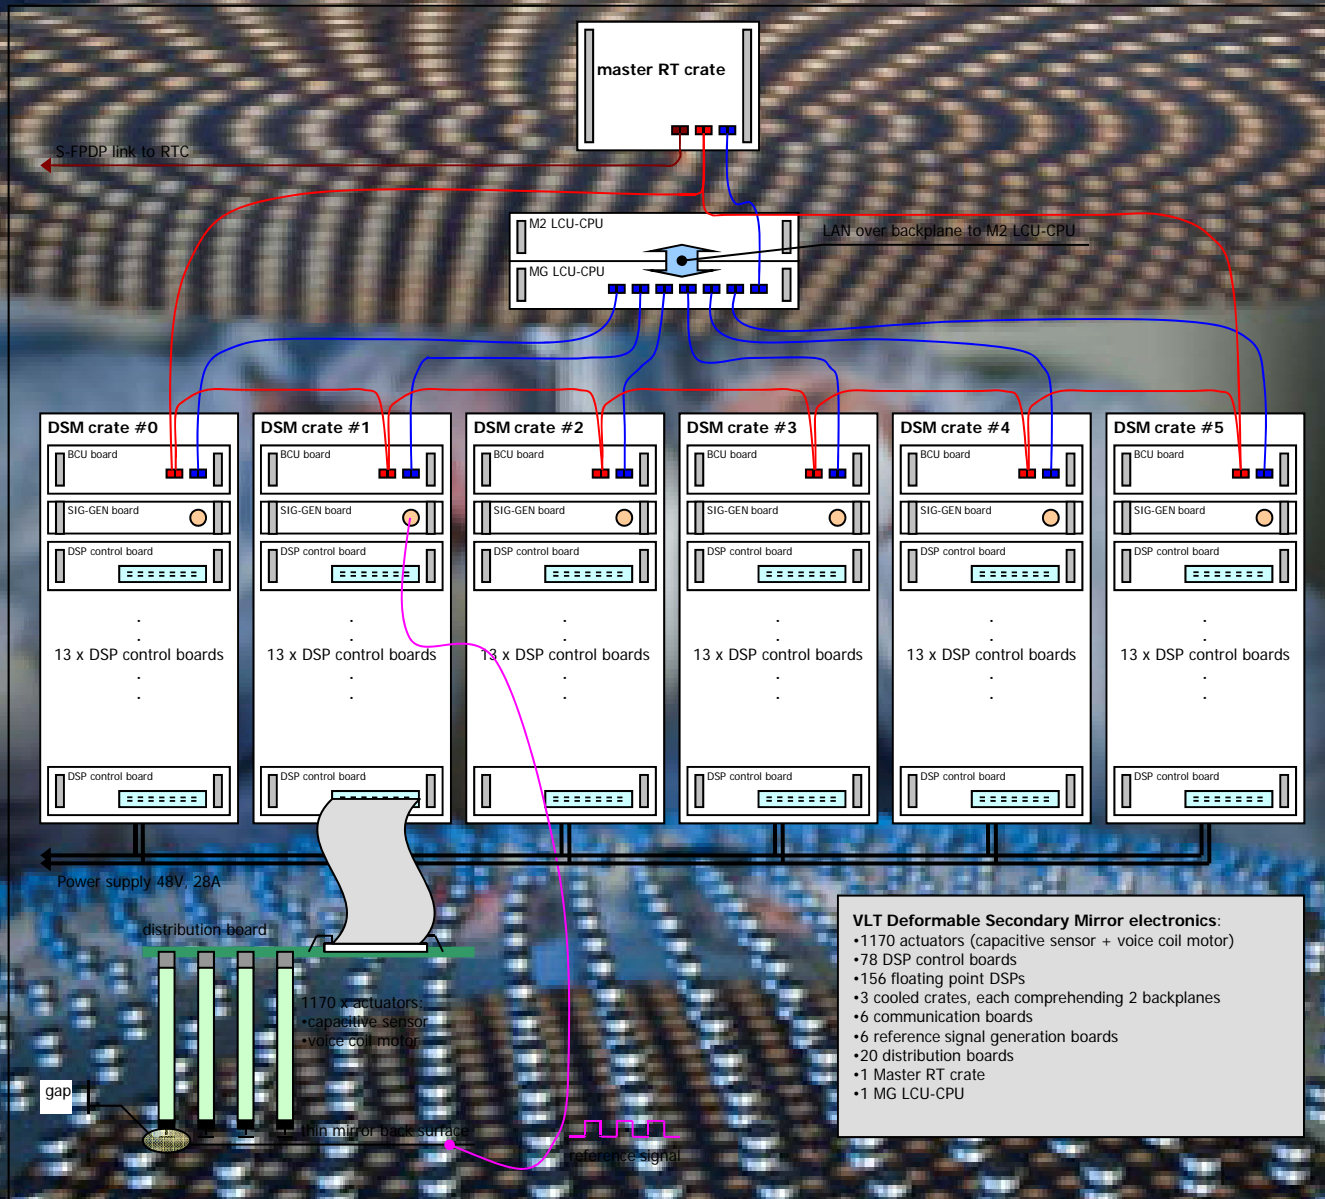 master RT crate
S-FPDP link to RTC
M2 LCU-CPU
LAN over backplane to M2 LCU-CPU
MG LCU-CPU
DSM crate #0
DSM crate #1
DSM crate #2
DSM crate #3
DSM crate #4
DSM crate #5
BCU board
BCU board
BCU board
BCU board
BCU board
BCU board
SIG-GEN board
SIG-GEN board
SIG-GEN board
SIG-GEN board
SIG-GEN board
SIG-GEN board
DSP control board
DSP control board
DSP control board
DSP control board
DSP control board
DSP control board
13 x DSP control boards
13 x DSP control boards
13 x DSP control boards
13 x DSP control boards
13 x DSP control boards
13 x DSP control boards
DSP control board
DSP control board
DSP control board
DSP control board
DSP control board
DSP control board
Power supply 48V, 28A
distribution board
1170 x actuators:
•capacitive sensor
•voice coil motor
gap
thin mirror back surface
reference signal
VLT Deformable Secondary Mirror electronics:
•1170 actuators (capacitive sensor + voice coil motor)
•78 DSP control boards
•156 floating point DSPs
•3 cooled crates, each comprehending 2 backplanes
•6 communication boards
•6 reference signal generation boards
•20 distribution boards
•1 Master RT crate
•1 MG LCU-CPU